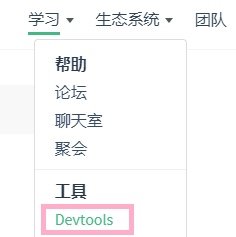 学习 生态系统 团队
帮助
论坛
聊天室
聚会
工具
Devtools